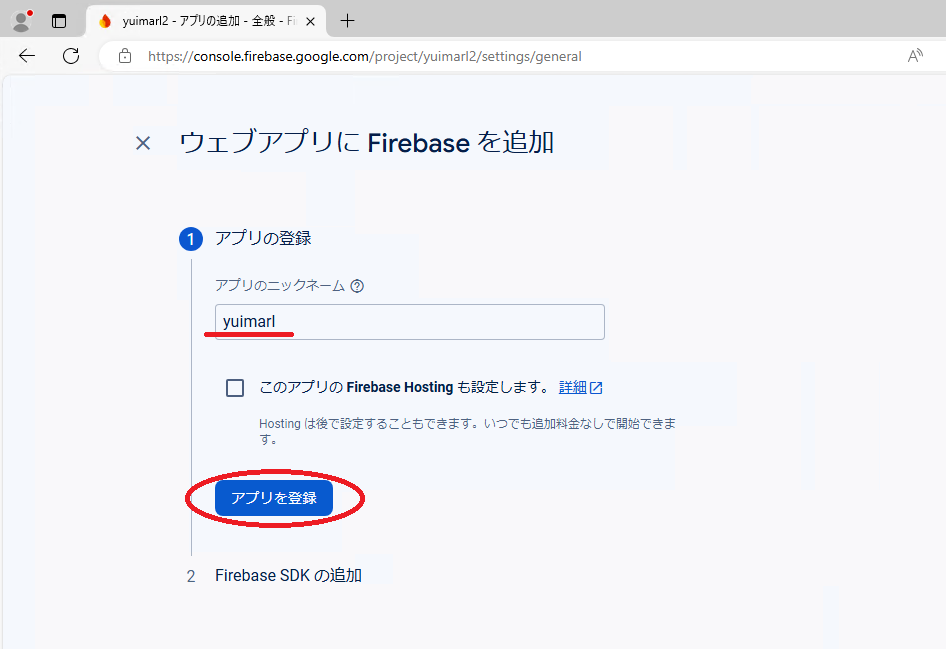 yuimarl2 - アプリの追加 - 全般 - Fi
https://console.firebase.google.com/project/yuimarl2/settings/general
ウェブアプリに Firebase を追加
1 アプリの登録
アプリのニックネーム
yuimarl
このアプリの Firebase Hosting も設定します。 詳細
Hosting は後で設定することもできます。いつでも追加料金なしで開始できま
す。
アプリを登録
2 Firebase SDK の追加